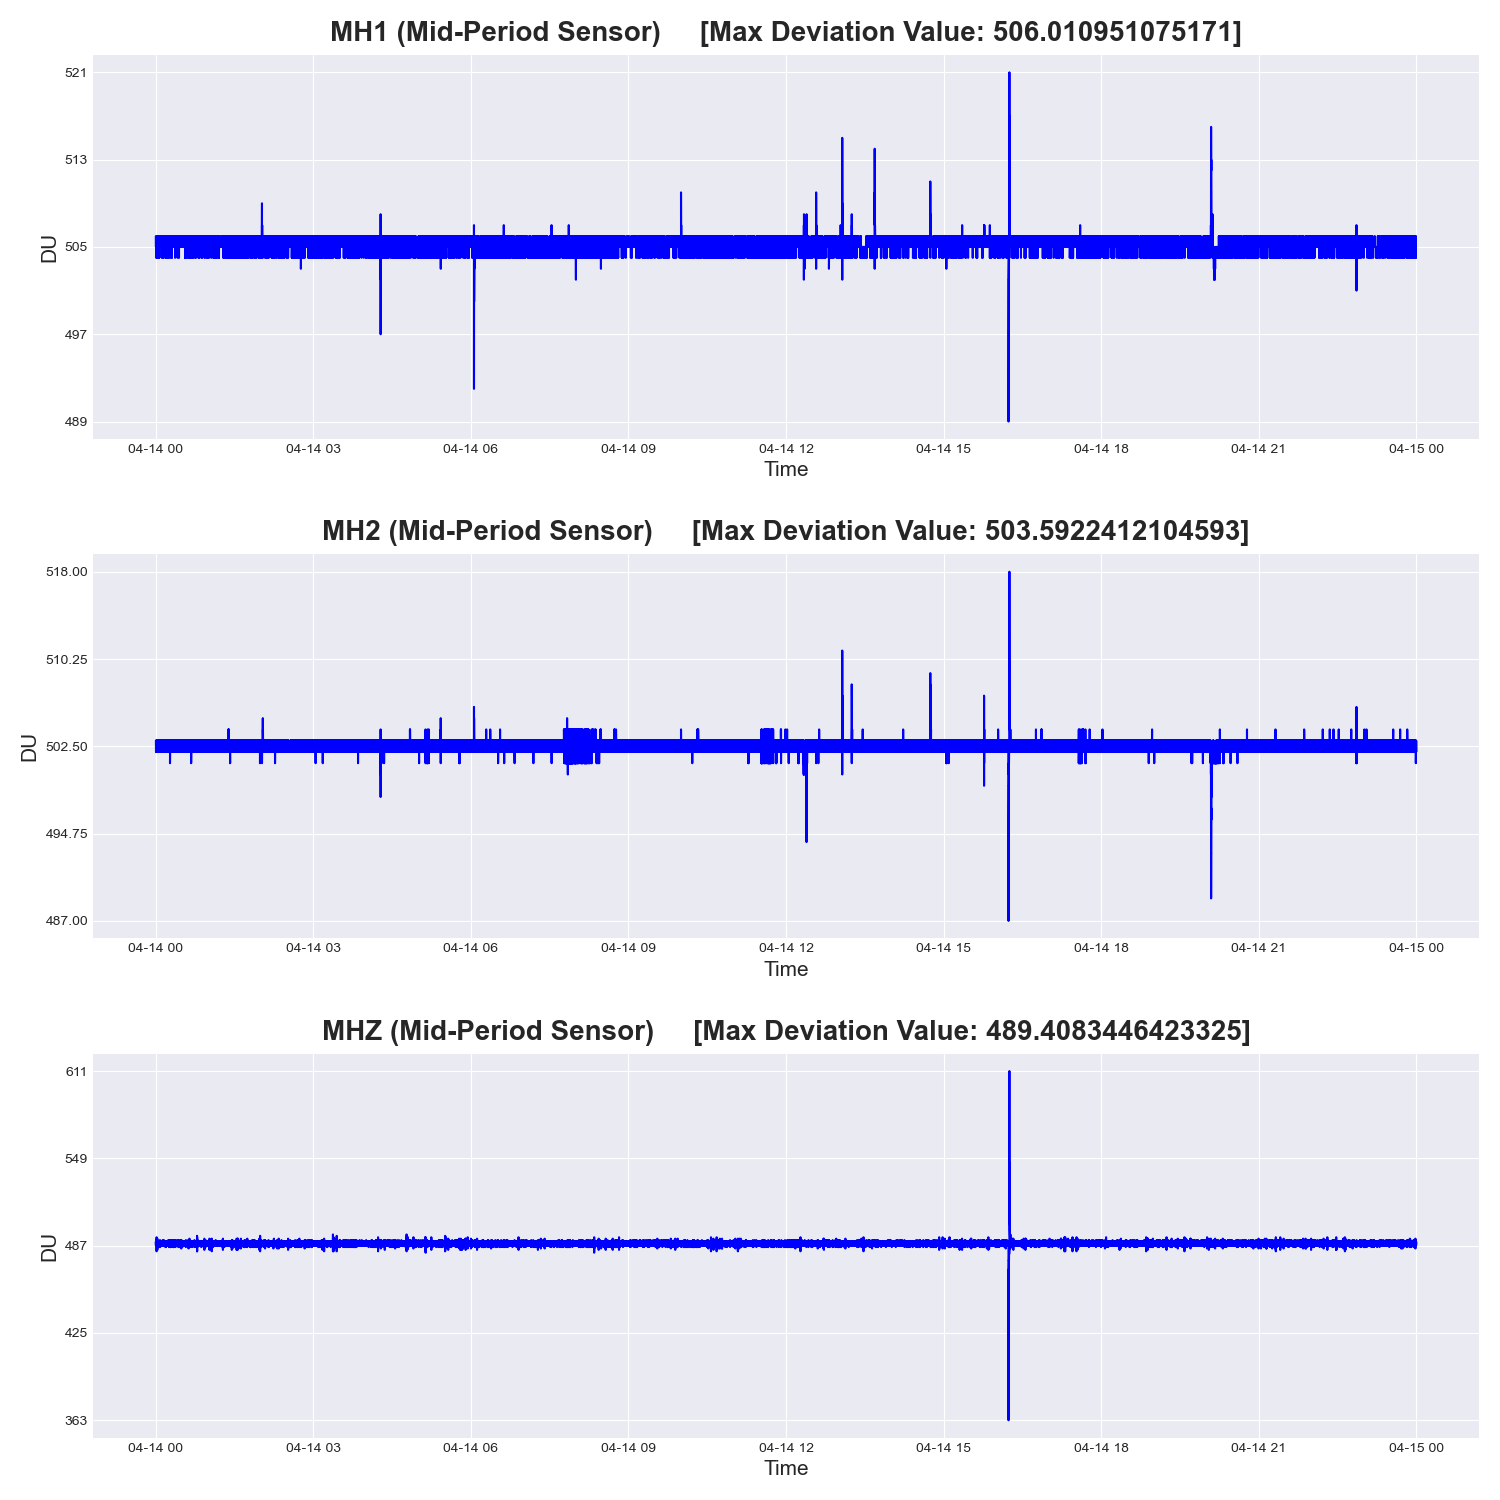 MH1 (Mid-Period Sensor) [Max Deviation Value: 506.010951075171]
521
513
505
497
489
DU
04-14 00 04-14 03 04-14 06 04-14 09 04-14 12 04-14 15 04-14 18 04-14 21 04-15 00
Time
MH2 (Mid-Period Sensor) [Max Deviation Value: 503.5922412104593]
518.00
510.25
502.50
494.75
487.00
DU
04-14 00 04-14 03 04-14 06 04-14 09 04-14 12 04-14 15 04-14 18 04-14 21 04-15 00
Time
MHZ (Mid-Period Sensor) [Max Deviation Value: 489.4083446423325]
611
549
487
425
363
DU
04-14 00 04-14 03 04-14 06 04-14 09 04-14 12 04-14 15 04-14 18 04-14 21 04-15 00
Time